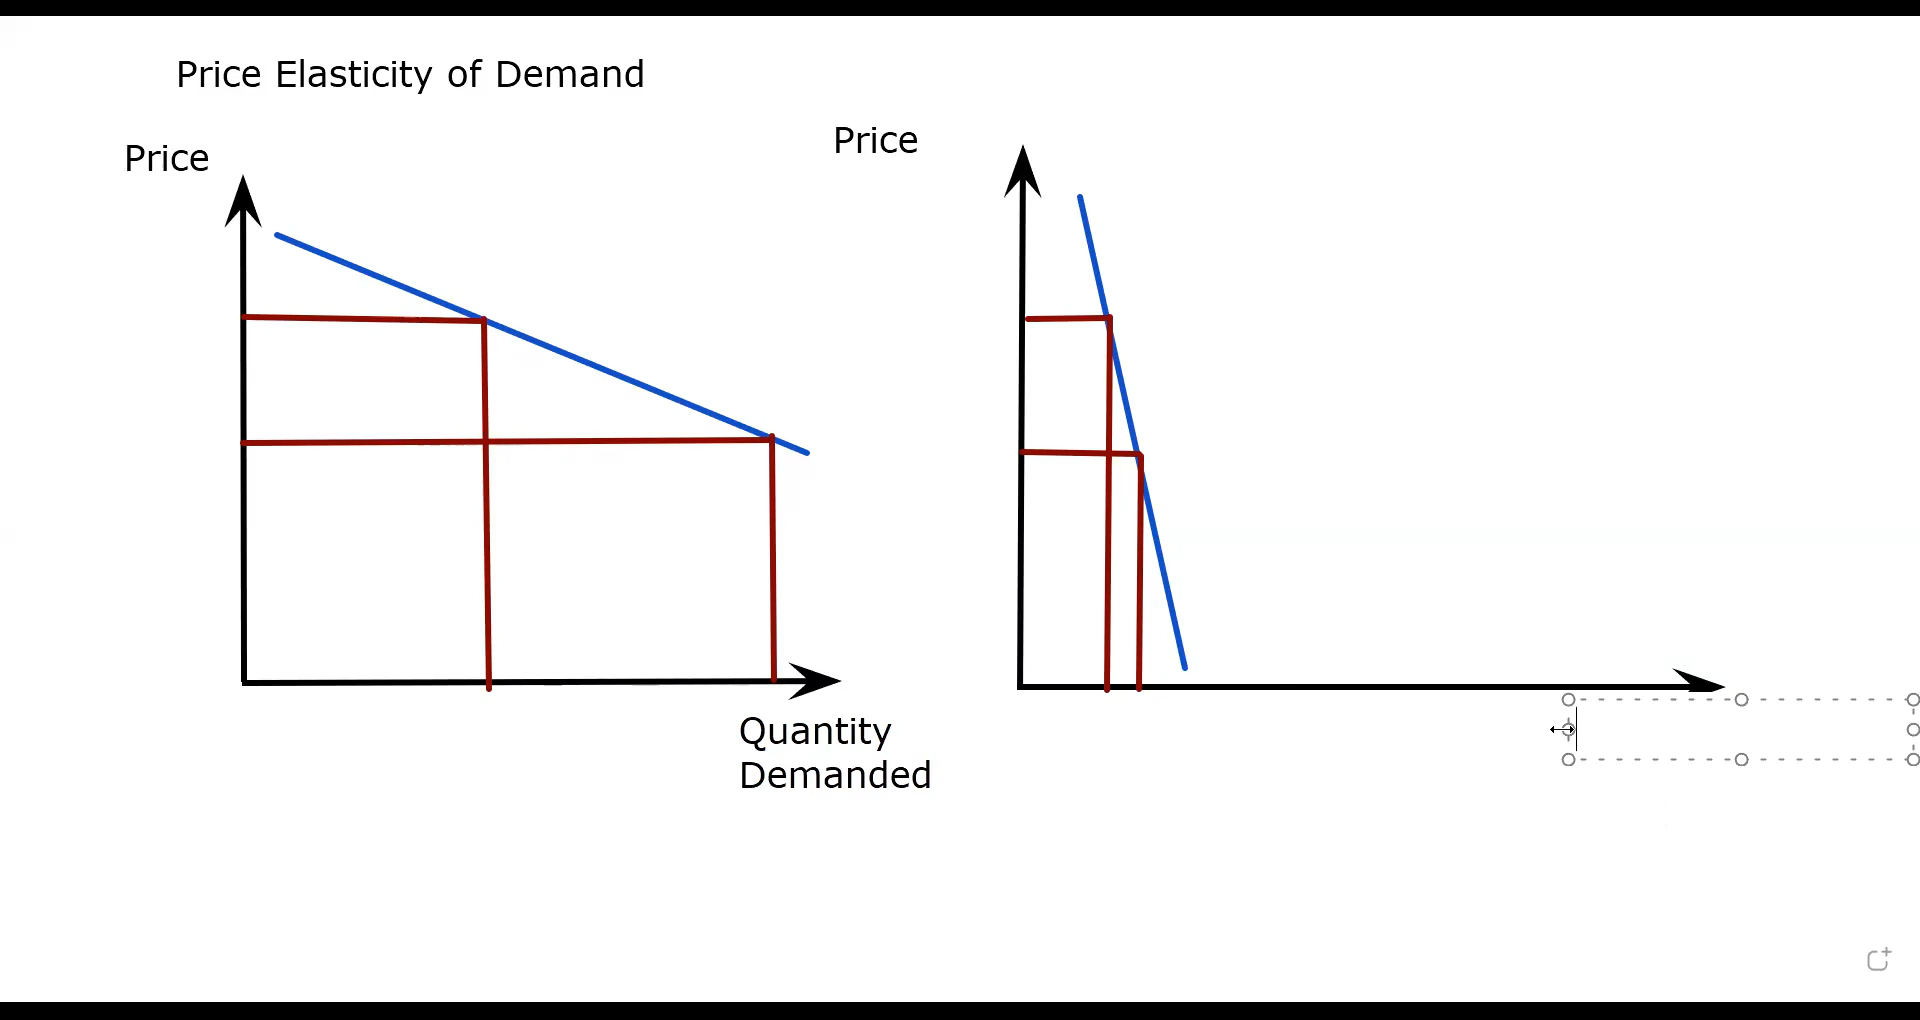 Price Elasticity of Demand
Price
Price
Quantity
Demanded